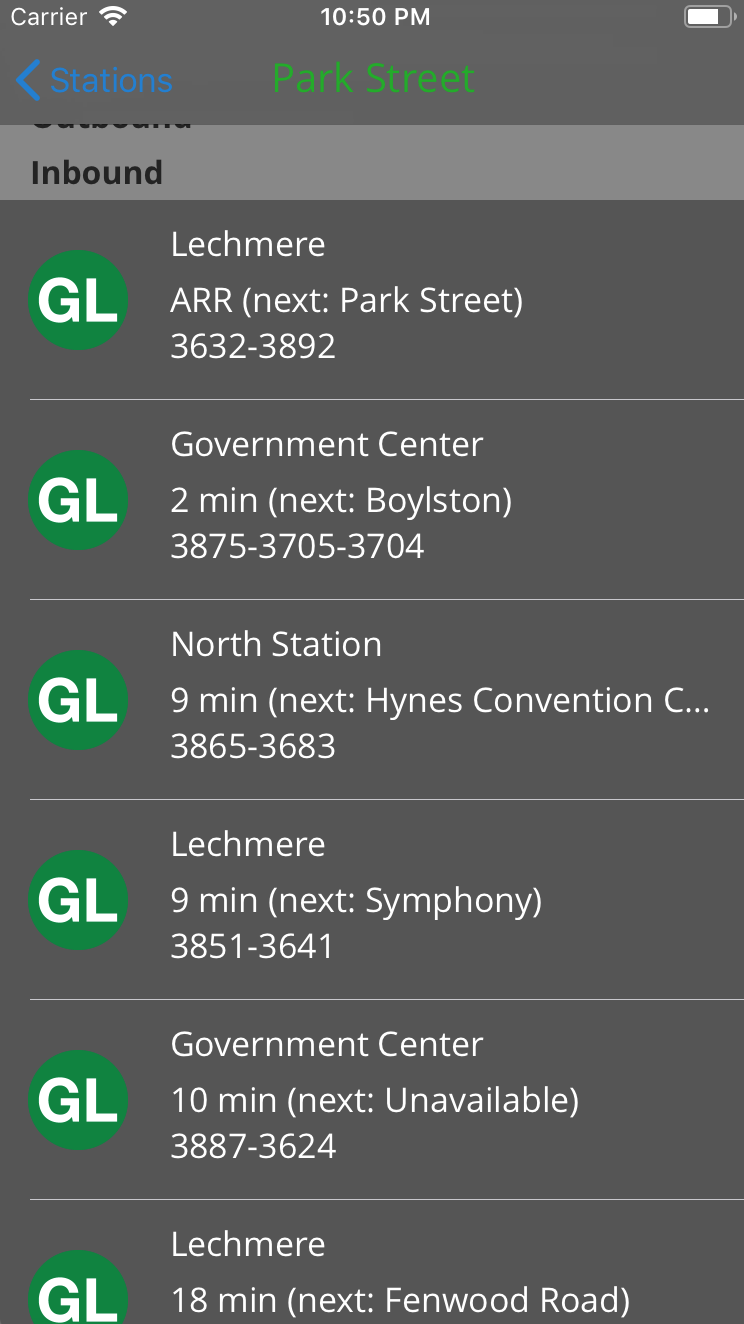 Carrier 10:50 PM
Stations Park Street
Outbound
Inbound
Lechmere
GL ARR (next: Park Street)
3632-3892
Government Center
GL 2 min (next: Boylston)
3875-3705-3704
North Station
GL 9 min (next: Hynes Convention C...
3865-3683
Lechmere
GL 9 min (next: Symphony)
3851-3641
Government Center
GL 10 min (next: Unavailable)
3887-3624
Lechmere
GL 18 min (next: Fenwood Road)